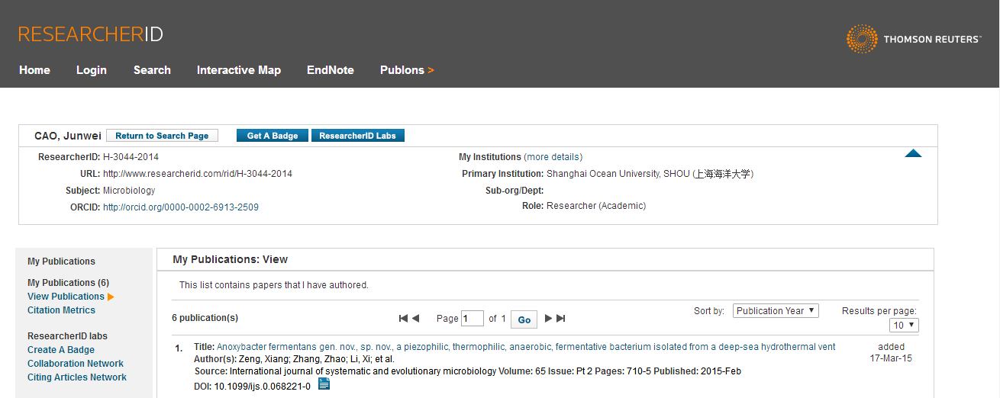 RESEARCHERID
THOMSON REUTERS™
Home Login Search Interactive Map EndNote Publons >
CAO, Junwei Return to Search Page Get A Badge ResearcherID Labs
ResearcherID: H-3044-2014
URL: http://www.researcherid.com/rid/H-3044-2014
Subject: Microbiology
ORCID: http://orcid.org/0000-0002-6913-2509
My Institutions (more details)
Primary Institution: Shanghai Ocean University, SHOU (上海海洋大学)
Sub-org/Dept:
Role: Researcher (Academic)
My Publications
My Publications (6)
View Publications
Citation Metrics
ResearcherID labs
Create A Badge
Collaboration Network
Citing Articles Network
My Publications: View
This list contains papers that I have authored.
6 publication(s) Page 1 of 1 Go Sort by: Publication Year Results per page: 10
1. Title: Anoxybacter fermentans gen. nov., sp. nov., a piezophilic, thermophilic, anaerobic, fermentative bacterium isolated from a deep-sea hydrothermal vent
Author(s): Zeng, Xiang; Zhang, Zhao; Li, Xi; et al.
Source: International journal of systematic and evolutionary microbiology Volume: 65 Issue: Pt 2 Pages: 710-5 Published: 2015-Feb
DOI: 10.1099/ijs.0.068221-0
added
17-Mar-15